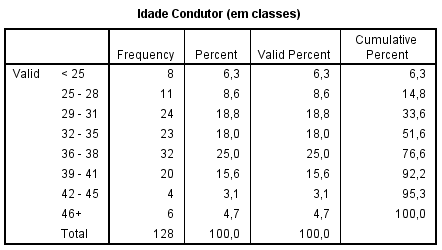 Idade Condutor (em classes)
Frequency Percent Valid Percent Cumulative Percent
Valid < 25 8 6,3 6,3 6,3
25 - 28 11 8,6 8,6 14,8
29 - 31 24 18,8 18,8 33,6
32 - 35 23 18,0 18,0 51,6
36 - 38 32 25,0 25,0 76,6
39 - 41 20 15,6 15,6 92,2
42 - 45 4 3,1 3,1 95,3
46+ 6 4,7 4,7 100,0
Total 128 100,0 100,0